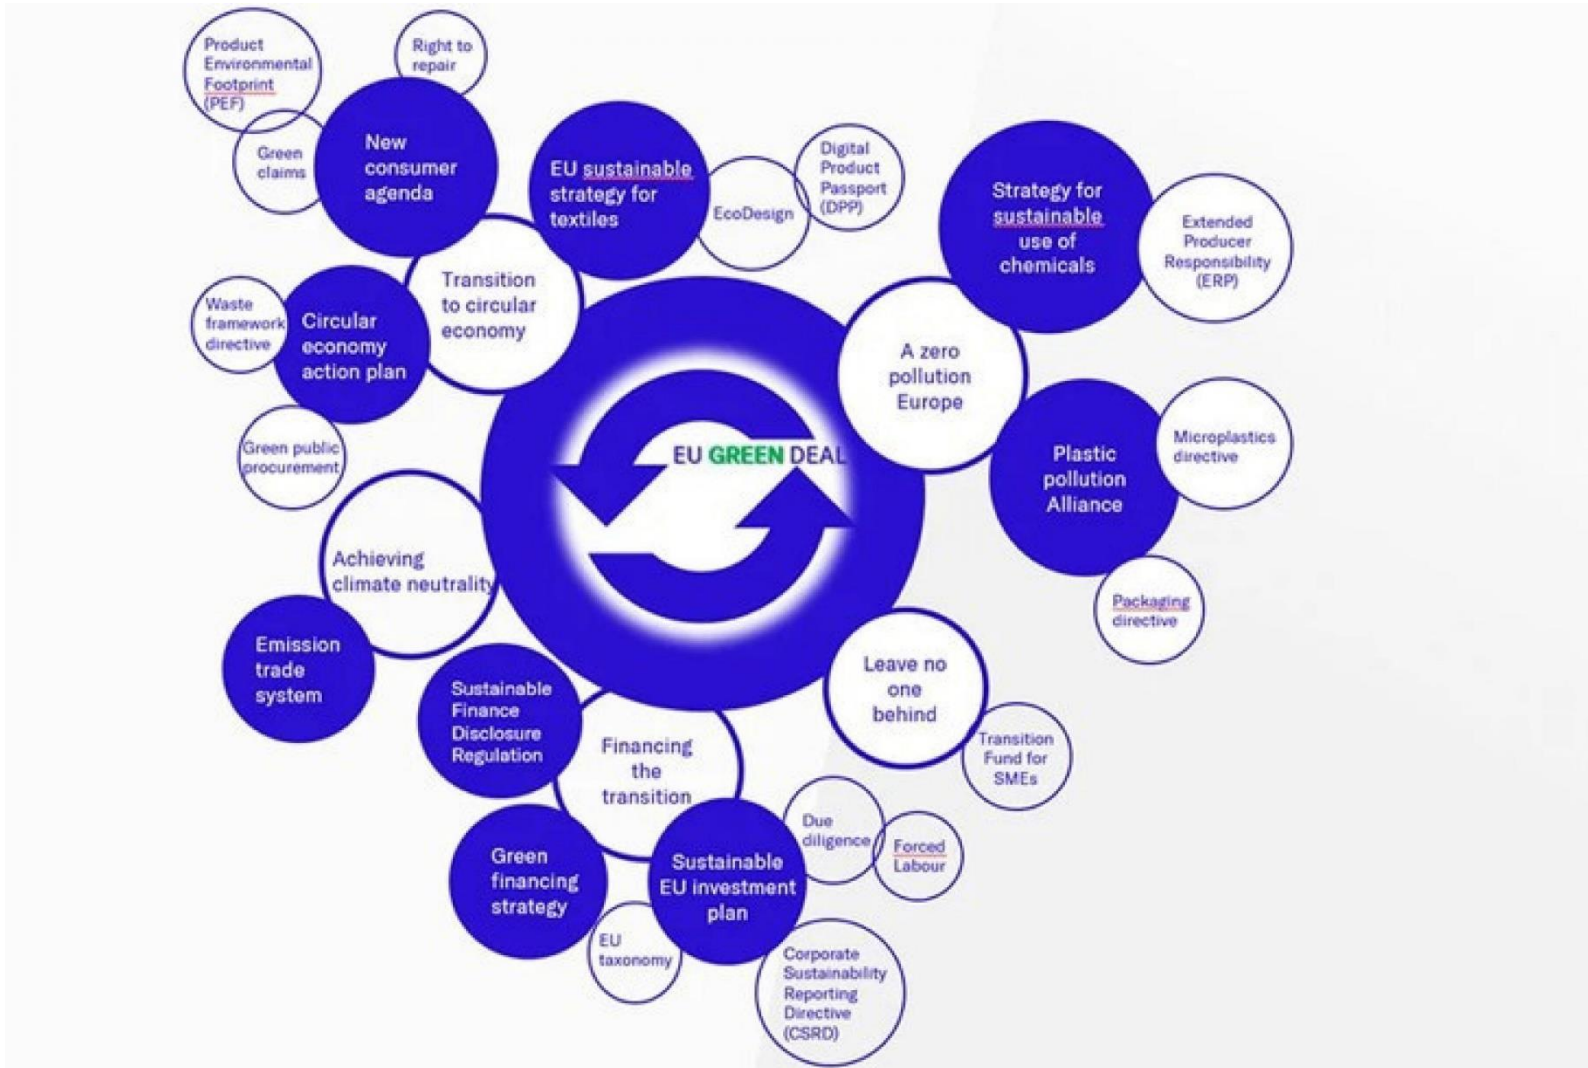 Product
Environmental
Footprint
(PEF)
Right to
repair
Green
claims
New
consumer
agenda
EU sustainable
strategy for
textiles
EcoDesign
Digital
Product
Passport
(DPP)
Strategy for
sustainable
use of
chemicals
Extended
Producer
Responsibility
(ERP)
Transition
to circular
economy
Waste
framework
directive
Circular
economy
action plan
Green public
procurement
A zero
pollution
Europe
EU GREEN DEAL
Plastic
pollution
Alliance
Microplastics
directive
Packaging
directive
Achieving
climate neutrality
Emission
trade
system
Sustainable
Finance
Disclosure
Regulation
Financing
the
transition
Leave no
one
behind
Transition
Fund for
SMEs
Green
financing
strategy
Sustainable
EU investment
plan
Due
diligence
Forced
Labour
EU
taxonomy
Corporate
Sustainability
Reporting
Directive
(CSRD)